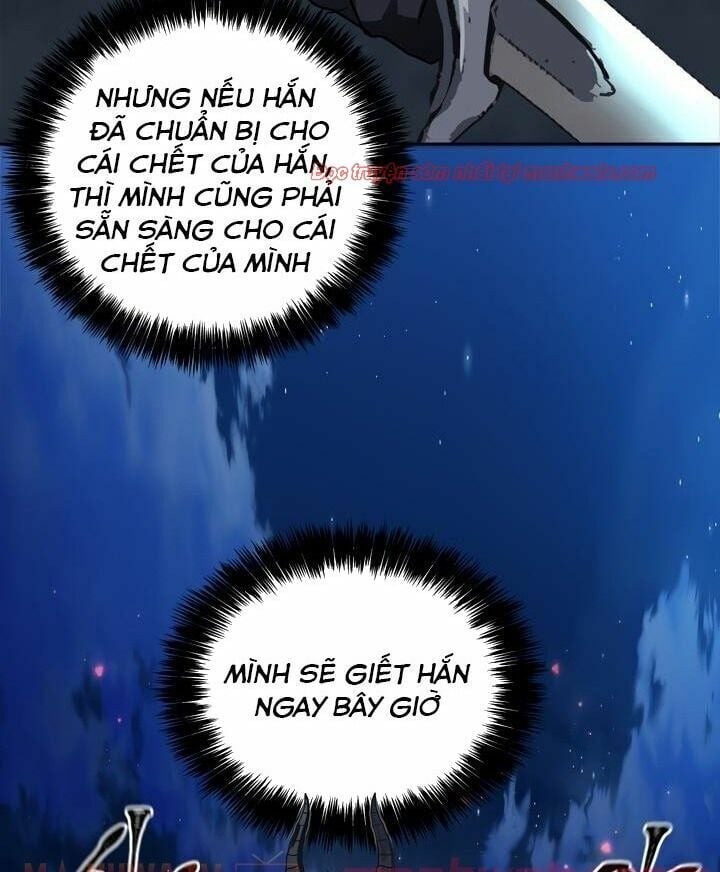 NHƯNG NẾU HẮN
ĐÃ CHUẨN BỊ CHO
CÁI CHẾT CỦA HẮN,
THÌ MÌNH CŨNG PHẢI
SẴN SÀNG CHO CÁI
CHẾT CỦA MÌNH
MÌNH SẼ GIẾT HẮN
NGAY BÂY GIỜ